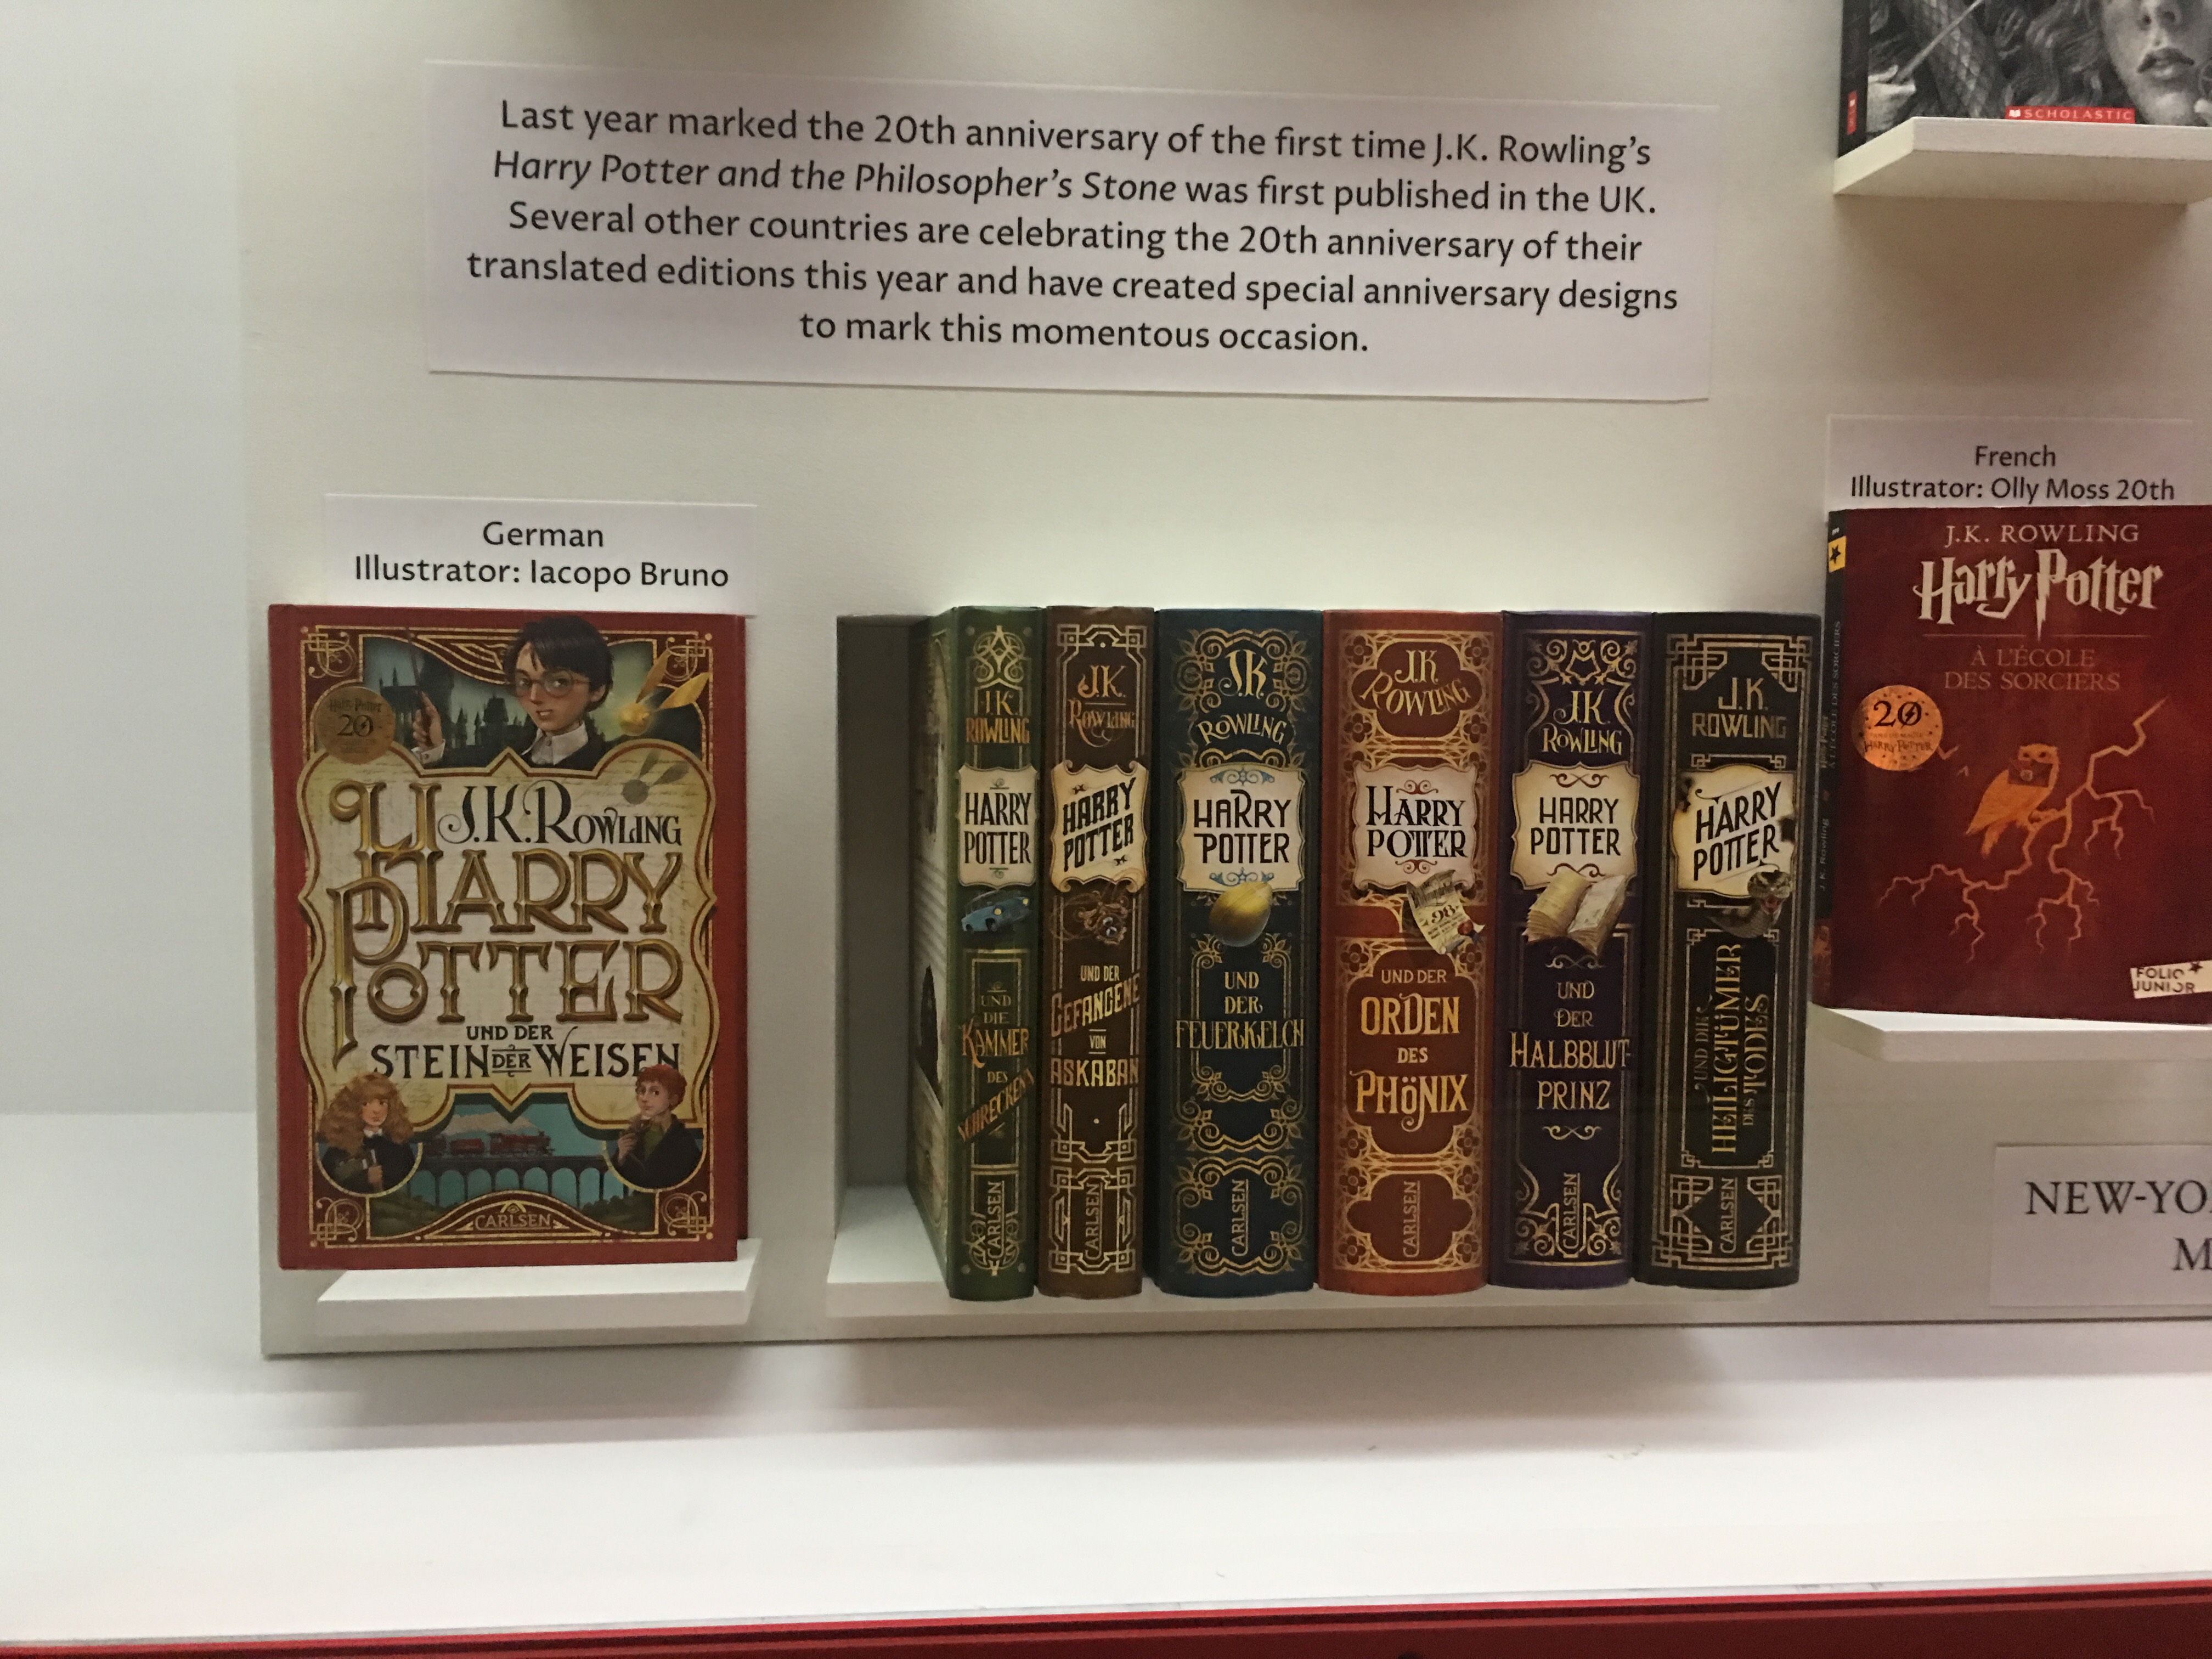 Last year marked the 20th anniversary of the first time J.K. Rowling's
Harry Potter and the Philosopher's Stone was first published in the UK.
Several other countries are celebrating the 20th anniversary of their
translated editions this year and have created special anniversary designs
to mark this momentous occasion.
SCHOLASTIC
German
Illustrator: Iacopo Bruno
Harry Potter
20
J.K. ROWLING
HARRY
POTTER
UND DER
STEIN DER WEISEN
CARLSEN
J.K.
ROWLING
HARRY
POTTER
UND
DIE
KAMMER
DES
SCHRECKENS
CARLSEN
J.K.
ROWLING
HARRY
POTTER
UND DER
GEFANGENE
VON
ASKABAN
CARLSEN
J.K.
ROWLING
HARRY
POTTER
UND
DER
FEUERKELCH
CARLSEN
J.K.
ROWLING
HARRY
POTTER
UND DER
ORDEN
DES
PHÖNIX
CARLSEN
J.K.
ROWLING
HARRY
POTTER
UND
DER
HALBBLUT-
PRINZ
CARLSEN
J.K.
ROWLING
HARRY
POTTER
UND DIE
HEILIGTÜMER
DES TODES
CARLSEN
French
Illustrator: Olly Moss 20th
J.K. ROWLING
Harry Potter
À L'ÉCOLE
DES SORCIERS
20
HARRY POTTER
FOLIO
JUNIOR
NEW-YO
M